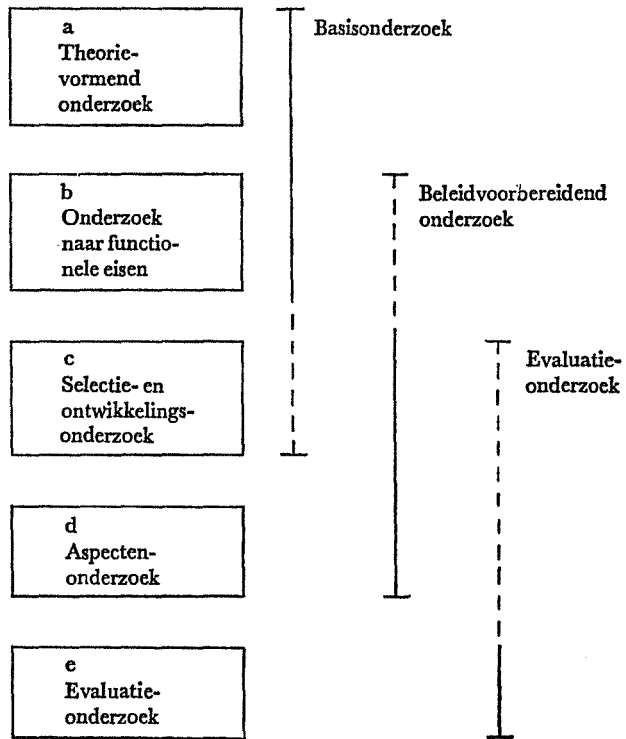 a
Theorie-
vormend
onderzoek
Basisonderzoek
b
Onderzoek
naar functio-
nele eisen
Beleidvoorbereidend
onderzoek
c
Selectie- en
ontwikkelings-
onderzoek
Evaluatie-
onderzoek
d
Aspecten-
onderzoek
e
Evaluatie-
onderzoek